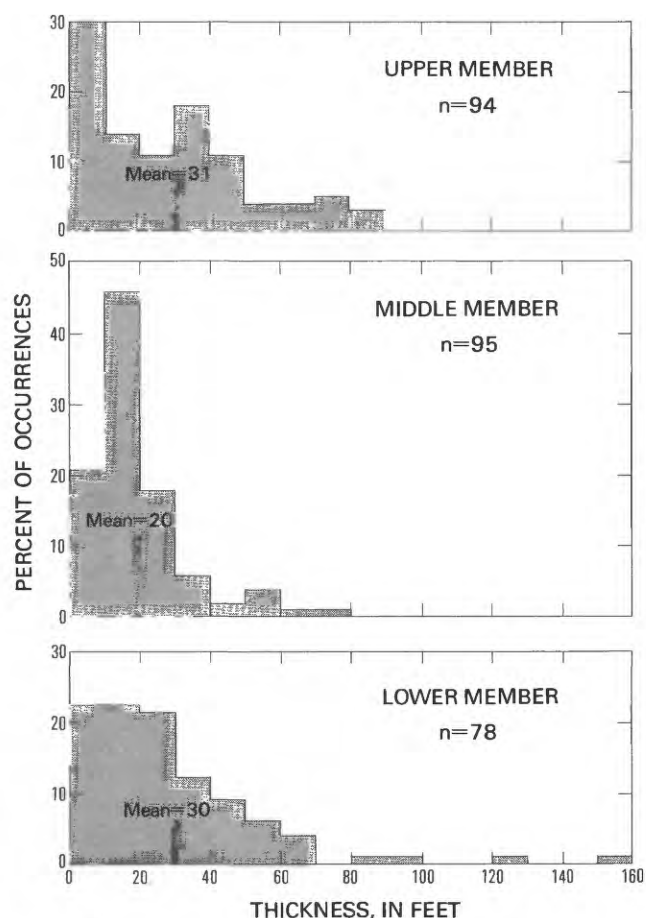 30
UPPER MEMBER
n=94
20
10
Mean=31
0
50
MIDDLE MEMBER
n=95
40
30
20
Mean=20
10
0
PERCENT OF OCCURRENCES
30
LOWER MEMBER
n=78
20
10
Mean=30
0
0 20 40 60 80 100 120 140 160
THICKNESS, IN FEET